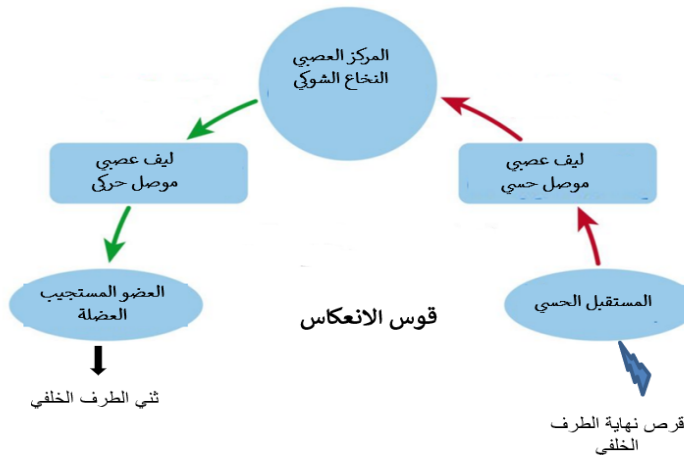 المركز العصبي
النخاع الشوكي
ليف عصبي
موصل حسي
ليف عصبي
موصل حركي
المستقبل الحسي
العضو المستجيب
العضلة
قوس الانعكاس
ثني الطرف الخلفي
قرص نهاية الطرف
الخلفي